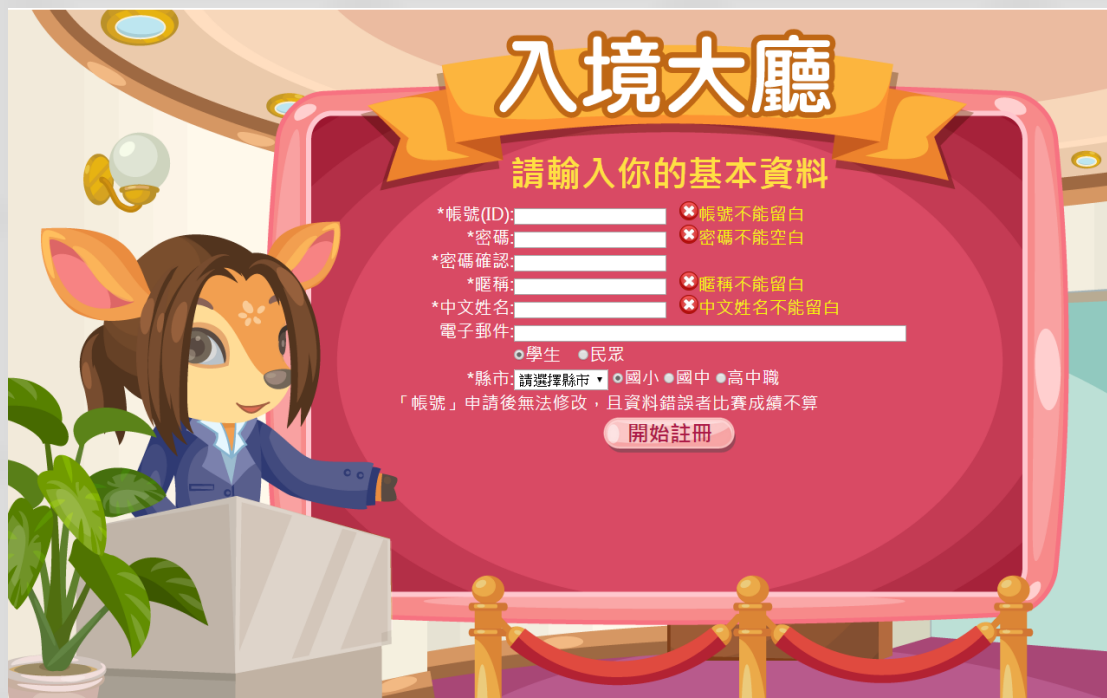 入境大廳
請輸入你的基本資料
*帳號(ID): 帳號不能留白
*密碼: 密碼不能空白
*密碼確認:
*暱稱: 暱稱不能留白
*中文姓名: 中文姓名不能留白
電子郵件:
學生 民眾
*縣市: 請選擇縣市 國小 國中 高中職
「帳號」申請後無法修改，且資料錯誤者比賽成績不算
開始註冊